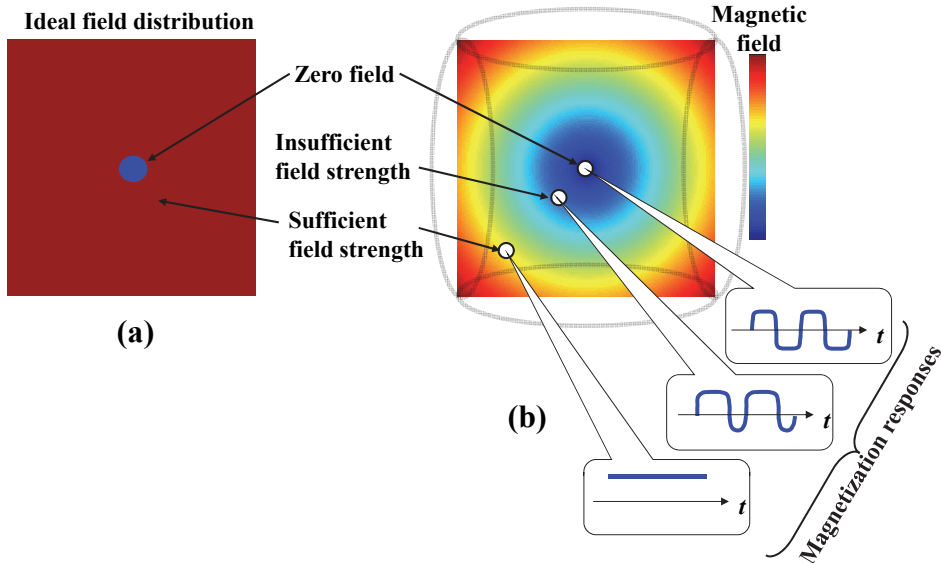 Ideal field distribution
Magnetic
field
Zero field
Insufficient
field strength
Sufficient
field strength
(a)
(b)
t
t
t
Magnetization responses